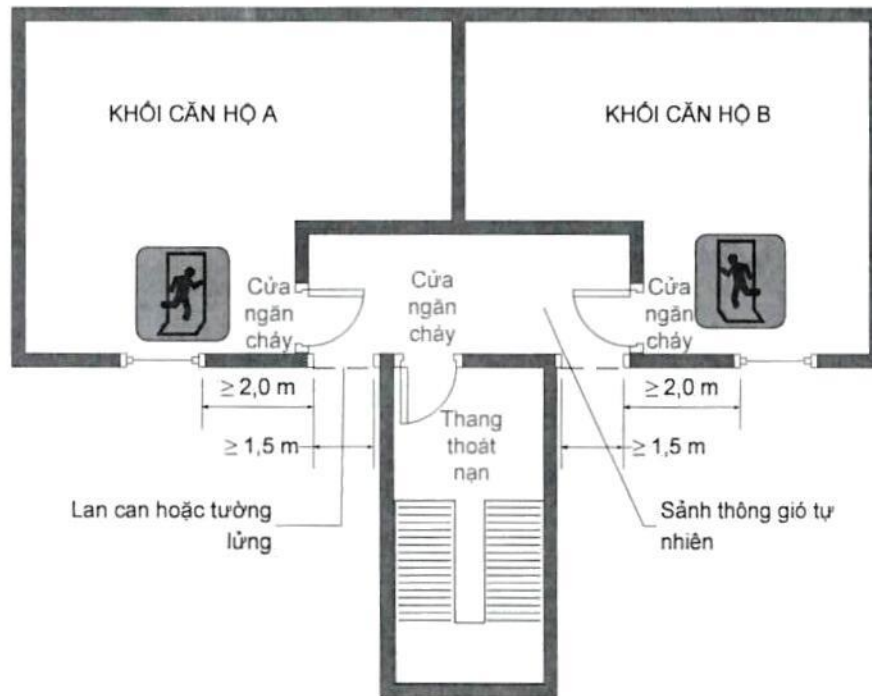 KHỐI CĂN HỘ A
KHỐI CĂN HỘ B
Cửa
ngăn
cháy
Cửa
ngăn
cháy
Cửa
ngăn
cháy
≥ 2,0 m
≥ 1,5 m
Thang
thoát
nạn
≥ 2,0 m
≥ 1,5 m
Lan can hoặc tường
lửng
Sảnh thông gió tự
nhiên